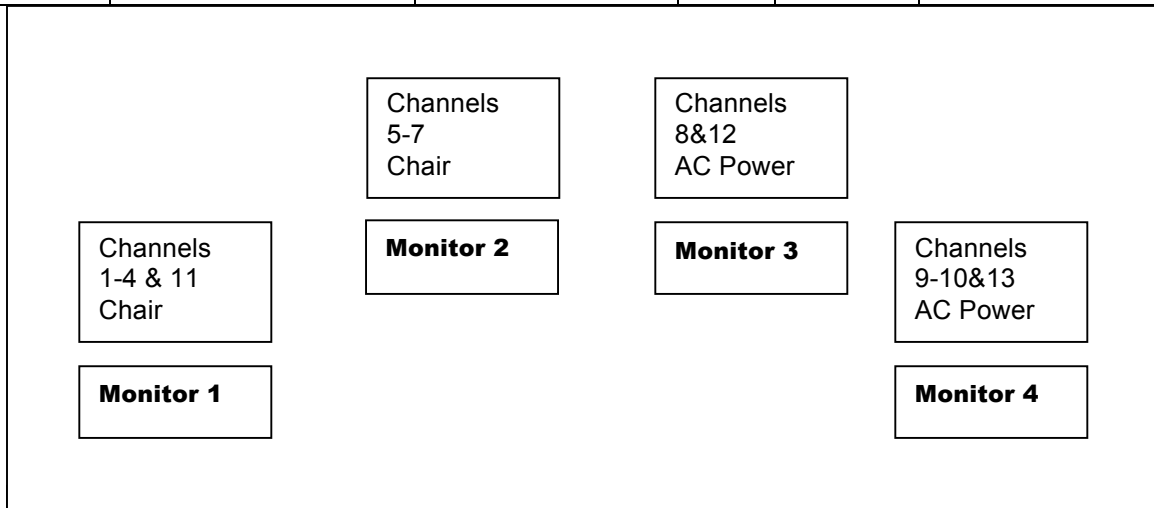 Channels
5-7
Chair
Channels
8&12
AC Power
Monitor 2
Monitor 3
Channels
1-4 & 11
Chair
Channels
9-10&13
AC Power
Monitor 1
Monitor 4